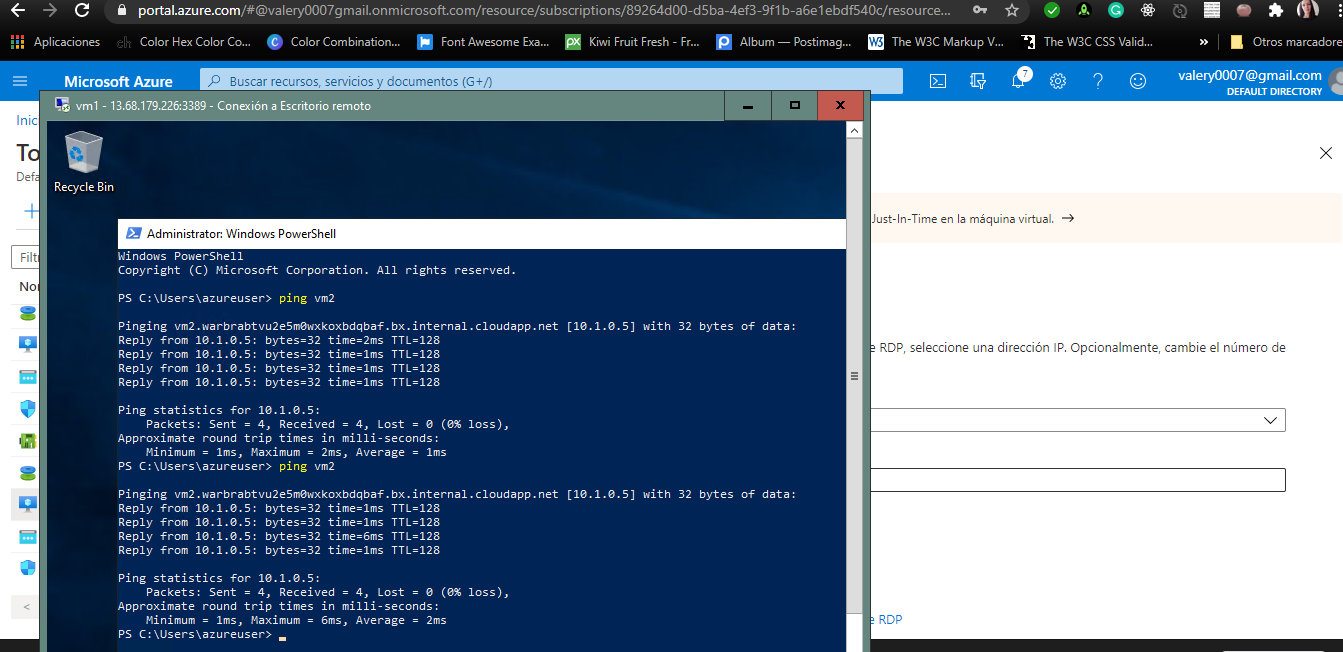 portal.azure.com/#@valery0007gmail.onmicrosoft.com/resource/subscriptions/89264d00-d5ba-4ef3-9f1b-a6e1ebdf540c/resource...
Aplicaciones
Color Hex Color Co...
Color Combination...
Font Awesome Exa...
Kiwi Fruit Fresh - Fr...
Album — Postimag...
The W3C Markup V...
The W3C CSS Valid...
»
Otros marcadore
Microsoft Azure
Buscar recursos, servicios y documentos (G+/)
7
valery0007@gmail.com
DEFAULT DIRECTORY
Inic
To
Defa
Filtr
vm1 - 13.68.179.226:3389 - Conexión a Escritorio remoto
Recycle Bin
Just-In-Time en la máquina virtual. →
Administrator: Windows PowerShell
Windows PowerShell
Copyright (C) Microsoft Corporation. All rights reserved.
PS C:\Users\azureuser> ping vm2
Pinging vm2.warbrabtvu2e5m0wxkoxbdqbaf.bx.internal.cloudapp.net [10.1.0.5] with 32 bytes of data:
Reply from 10.1.0.5: bytes=32 time=2ms TTL=128
Reply from 10.1.0.5: bytes=32 time=1ms TTL=128
Reply from 10.1.0.5: bytes=32 time=1ms TTL=128
Reply from 10.1.0.5: bytes=32 time=1ms TTL=128
Ping statistics for 10.1.0.5:
Packets: Sent = 4, Received = 4, Lost = 0 (0% loss),
Approximate round trip times in milli-seconds:
Minimum = 1ms, Maximum = 2ms, Average = 1ms
PS C:\Users\azureuser> ping vm2
Pinging vm2.warbrabtvu2e5m0wxkoxbdqbaf.bx.internal.cloudapp.net [10.1.0.5] with 32 bytes of data:
Reply from 10.1.0.5: bytes=32 time=1ms TTL=128
Reply from 10.1.0.5: bytes=32 time=1ms TTL=128
Reply from 10.1.0.5: bytes=32 time=6ms TTL=128
Reply from 10.1.0.5: bytes=32 time=1ms TTL=128
Ping statistics for 10.1.0.5:
Packets: Sent = 4, Received = 4, Lost = 0 (0% loss),
Approximate round trip times in milli-seconds:
Minimum = 1ms, Maximum = 6ms, Average = 2ms
PS C:\Users\azureuser>
e RDP, seleccione una dirección IP. Opcionalmente, cambie el número de
e RDP